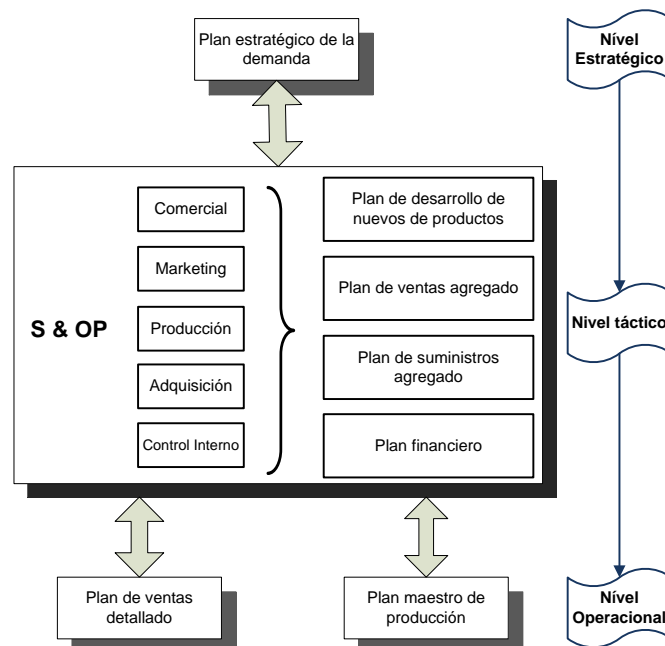 Plan estratégico de la
demanda
Nível
Estratégico
S & OP
Comercial
Marketing
Producción
Adquisición
Control Interno
Plan de desarrollo de
nuevos de productos
Plan de ventas agregado
Plan de suministros
agregado
Plan financiero
Nivel táctico
Plan de ventas
detallado
Plan maestro de
producción
Nível
Operacional